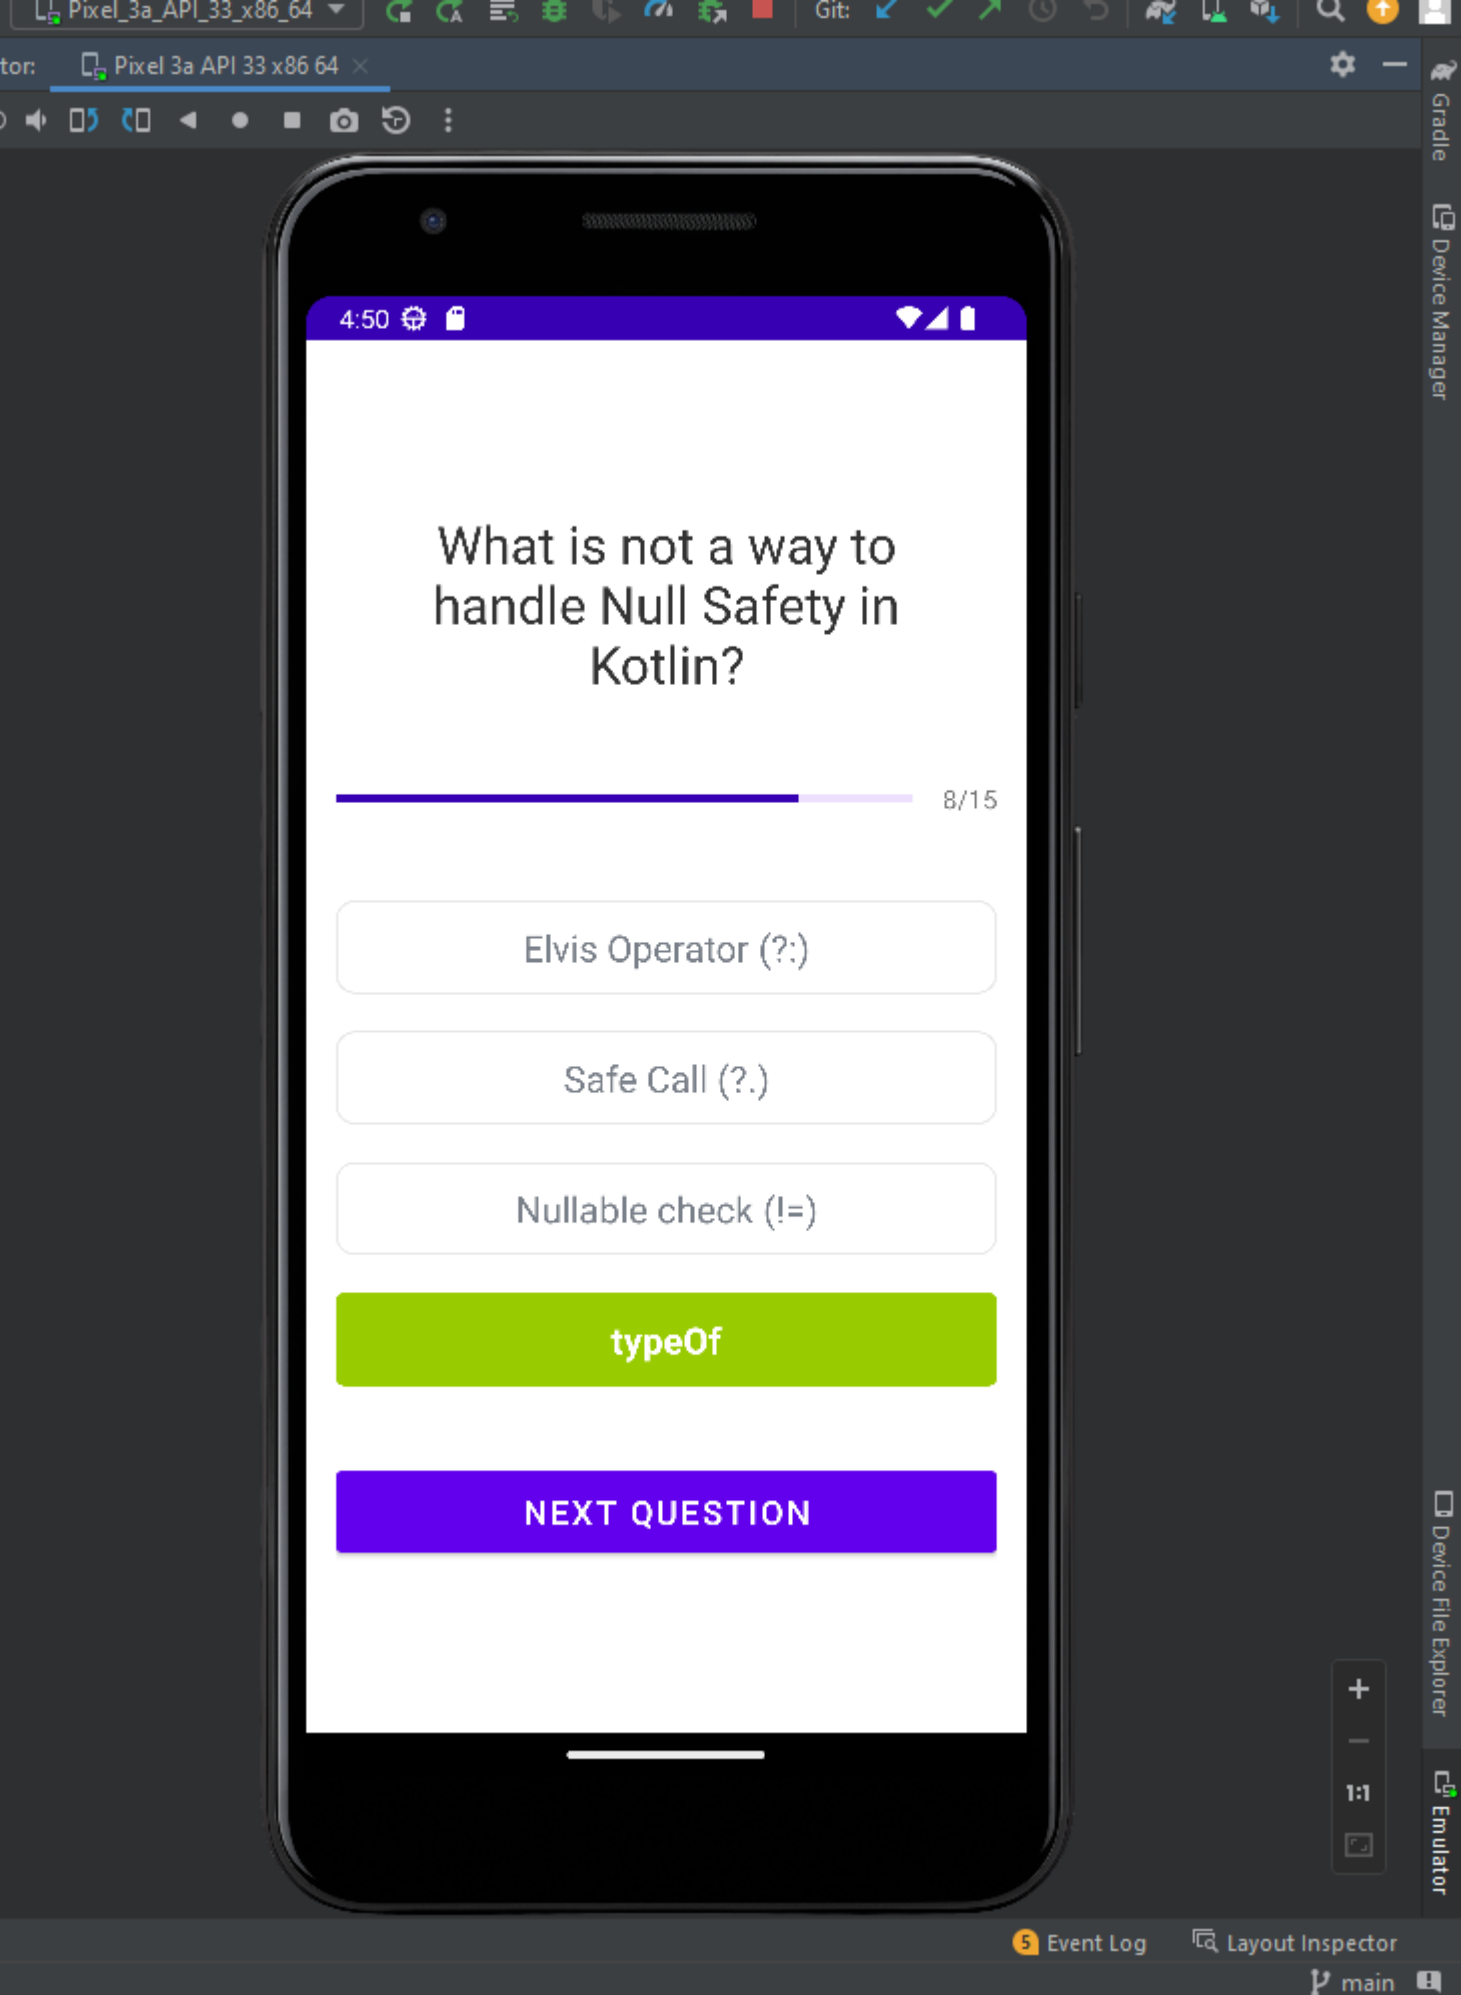 Pixel_3a_API_33_x86_64
Git:
tor:
Pixel 3a API 33 x86 64
Gradle
Device Manager
4:50
What is not a way to
handle Null Safety in
Kotlin?
8/15
Elvis Operator (?:)
Safe Call (?.)
Nullable check (!=)
typeOf
NEXT QUESTION
Device File Explorer
1:1
Emulator
5 Event Log
Layout Inspector
main